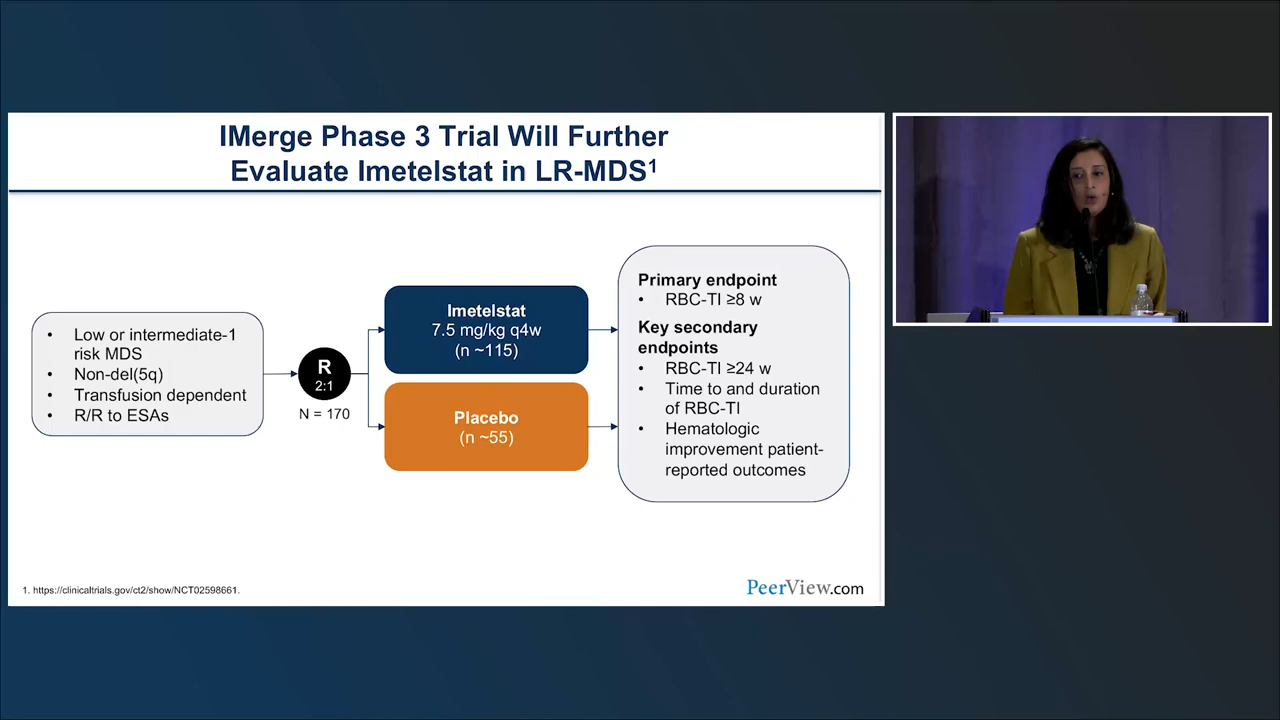 IMerge Phase 3 Trial Will Further
Evaluate Imetelstat in LR-MDS¹
• Low or intermediate-1
risk MDS
• Non-del(5q)
• Transfusion dependent
• R/R to ESAs
R
2:1
N = 170
Imetelstat
7.5 mg/kg q4w
(n ~115)
Placebo
(n ~55)
Primary endpoint
• RBC-TI ≥8 w
Key secondary
endpoints
• RBC-TI ≥24 w
• Time to and duration
of RBC-TI
• Hematologic
improvement patient-
reported outcomes
1. https://clinicaltrials.gov/ct2/show/NCT02598661.
PeerView.com